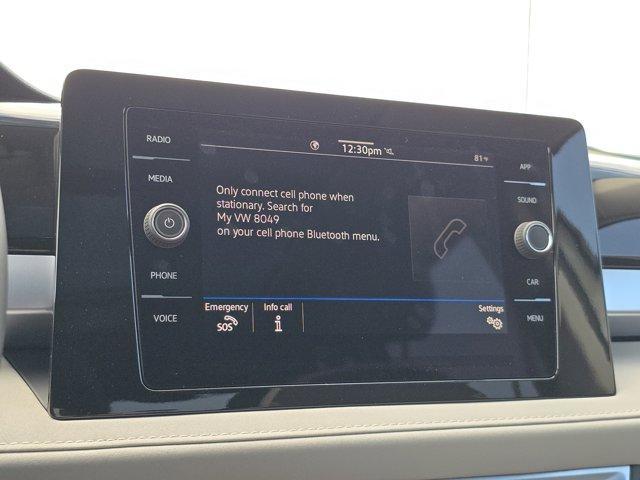 RADIO
MEDIA
PHONE
VOICE
12:30pm
81°F
Only connect cell phone when
stationary. Search for
My VW 8049
on your cell phone Bluetooth menu.
Emergency
SOS
Info call
Settings
APP
SOUND
CAR
MENU